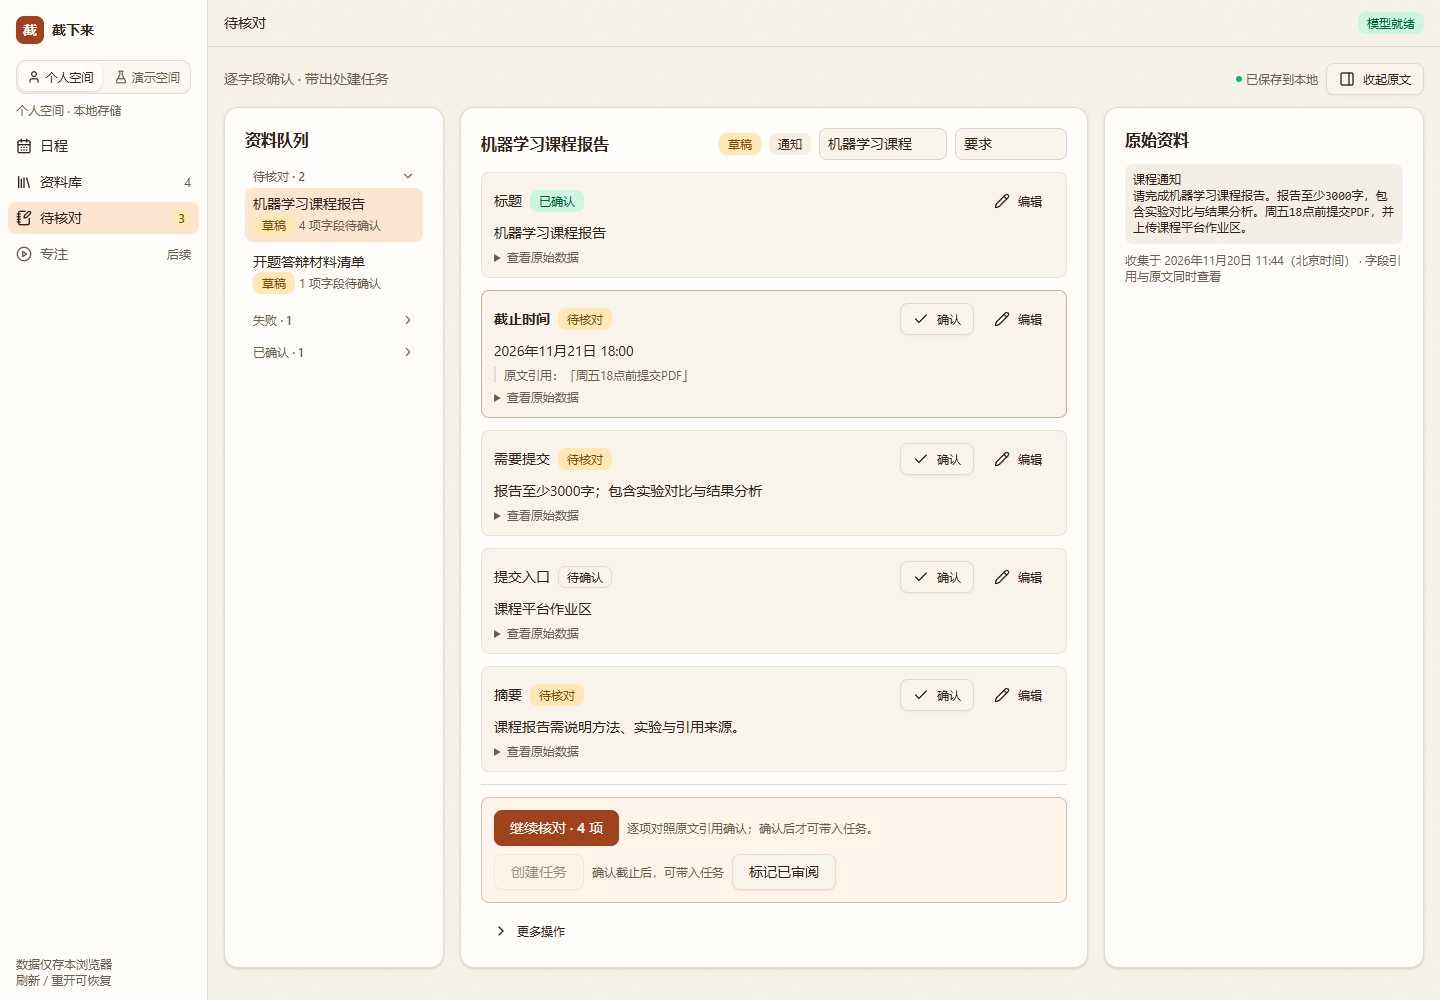 截 截下来
个人空间 演示空间
个人空间 · 本地存储
日程
资料库 4
待核对 3
专注 后续
数据仅存本浏览器
刷新 / 重开可恢复
待核对
模型就绪
逐字段确认 · 带出处建任务
已保存到本地
收起原文
资料队列
待核对 · 2
机器学习课程报告
草稿 4 项字段待确认
开题答辩材料清单
草稿 1 项字段待确认
失败 · 1
已确认 · 1
机器学习课程报告 草稿 通知 机器学习课程 要求
标题 已确认 编辑
机器学习课程报告
查看原始数据
截止时间 待核对 确认 编辑
2026年11月21日 18:00
原文引用：「周五18点前提交PDF」
查看原始数据
需要提交 待核对 确认 编辑
报告至少3000字；包含实验对比与结果分析
查看原始数据
提交入口 待确认 确认 编辑
课程平台作业区
查看原始数据
摘要 待核对 确认 编辑
课程报告需说明方法、实验与引用来源。
查看原始数据
继续核对 · 4 项 逐项对照原文引用确认；确认后才可带入任务。
创建任务 确认截止后，可带入任务 标记已审阅
更多操作
原始资料
课程通知
请完成机器学习课程报告。报告至少3000字，包
含实验对比与结果分析。周五18点前提交PDF，并
上传课程平台作业区。
收集于 2026年11月20日 11:44（北京时间） · 字段引
用与原文同时查看